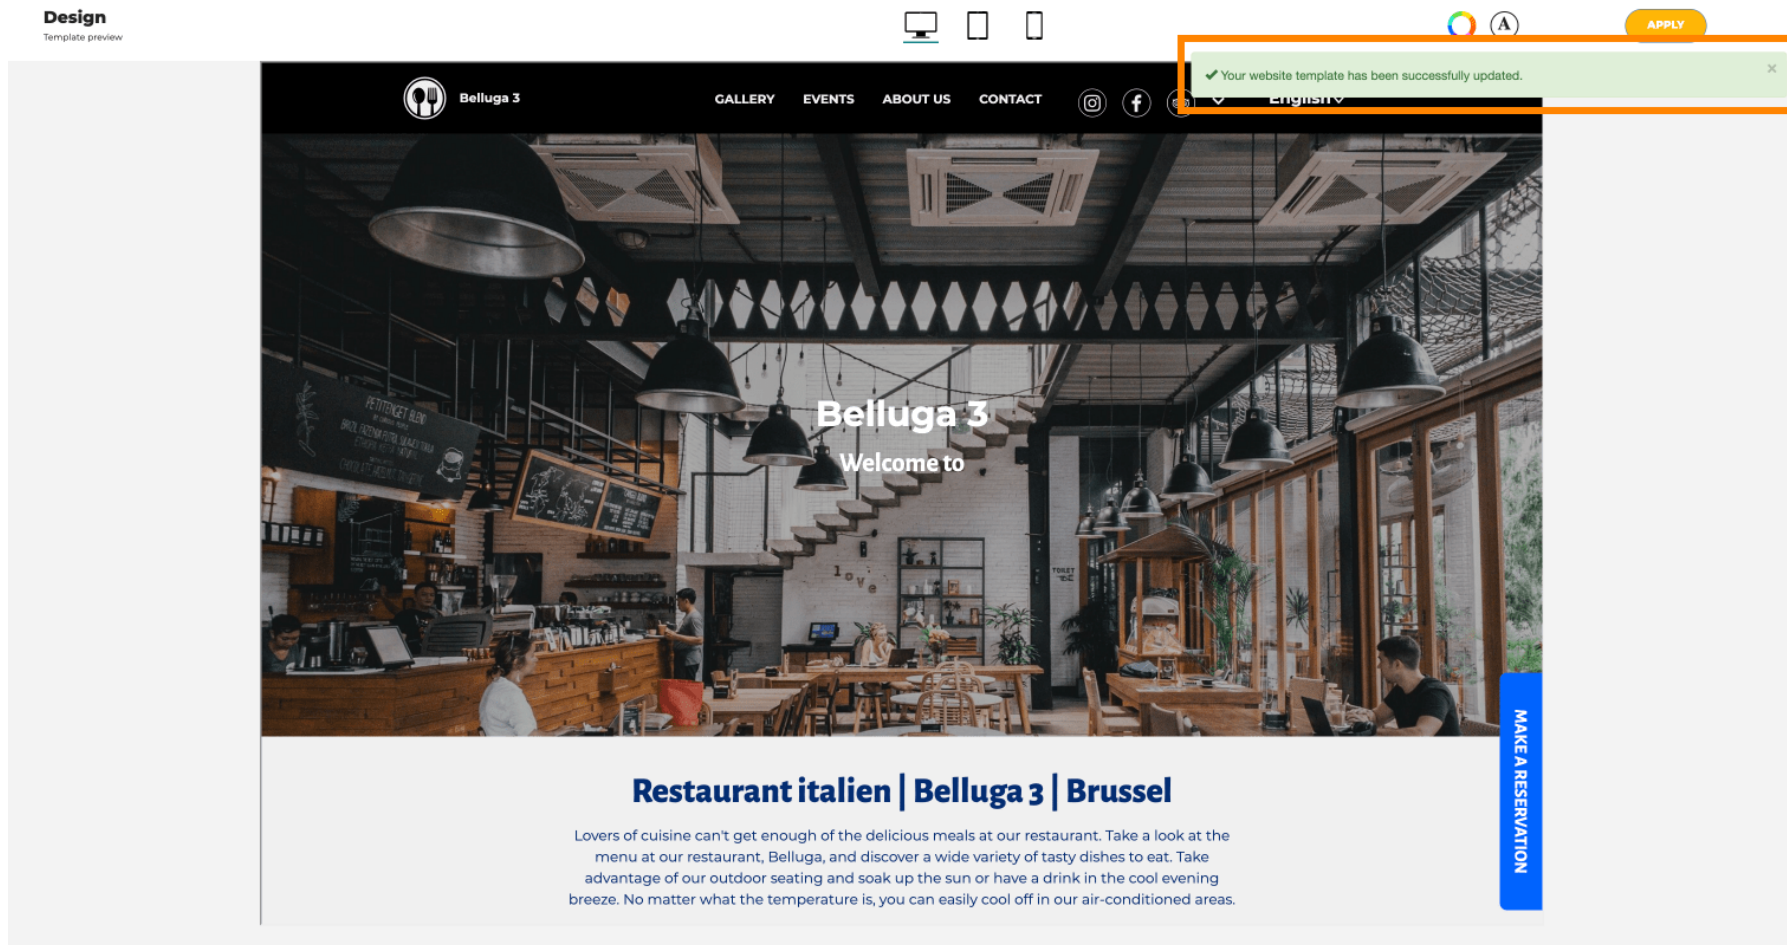 Design
Template preview
A
APPLY
✔ Your website template has been successfully updated.
×
Belluga 3
GALLERY EVENTS ABOUT US CONTACT
English
PETITENGET BLEND
Belluga 3
Welcome to
love
TOILET
Restaurant italien | Belluga 3 | Brussel
Lovers of cuisine can't get enough of the delicious meals at our restaurant. Take a look at the
menu at our restaurant, Belluga, and discover a wide variety of tasty dishes to eat. Take
advantage of our outdoor seating and soak up the sun or have a drink in the cool evening
breeze. No matter what the temperature is, you can easily cool off in our air-conditioned areas.
MAKE A RESERVATION